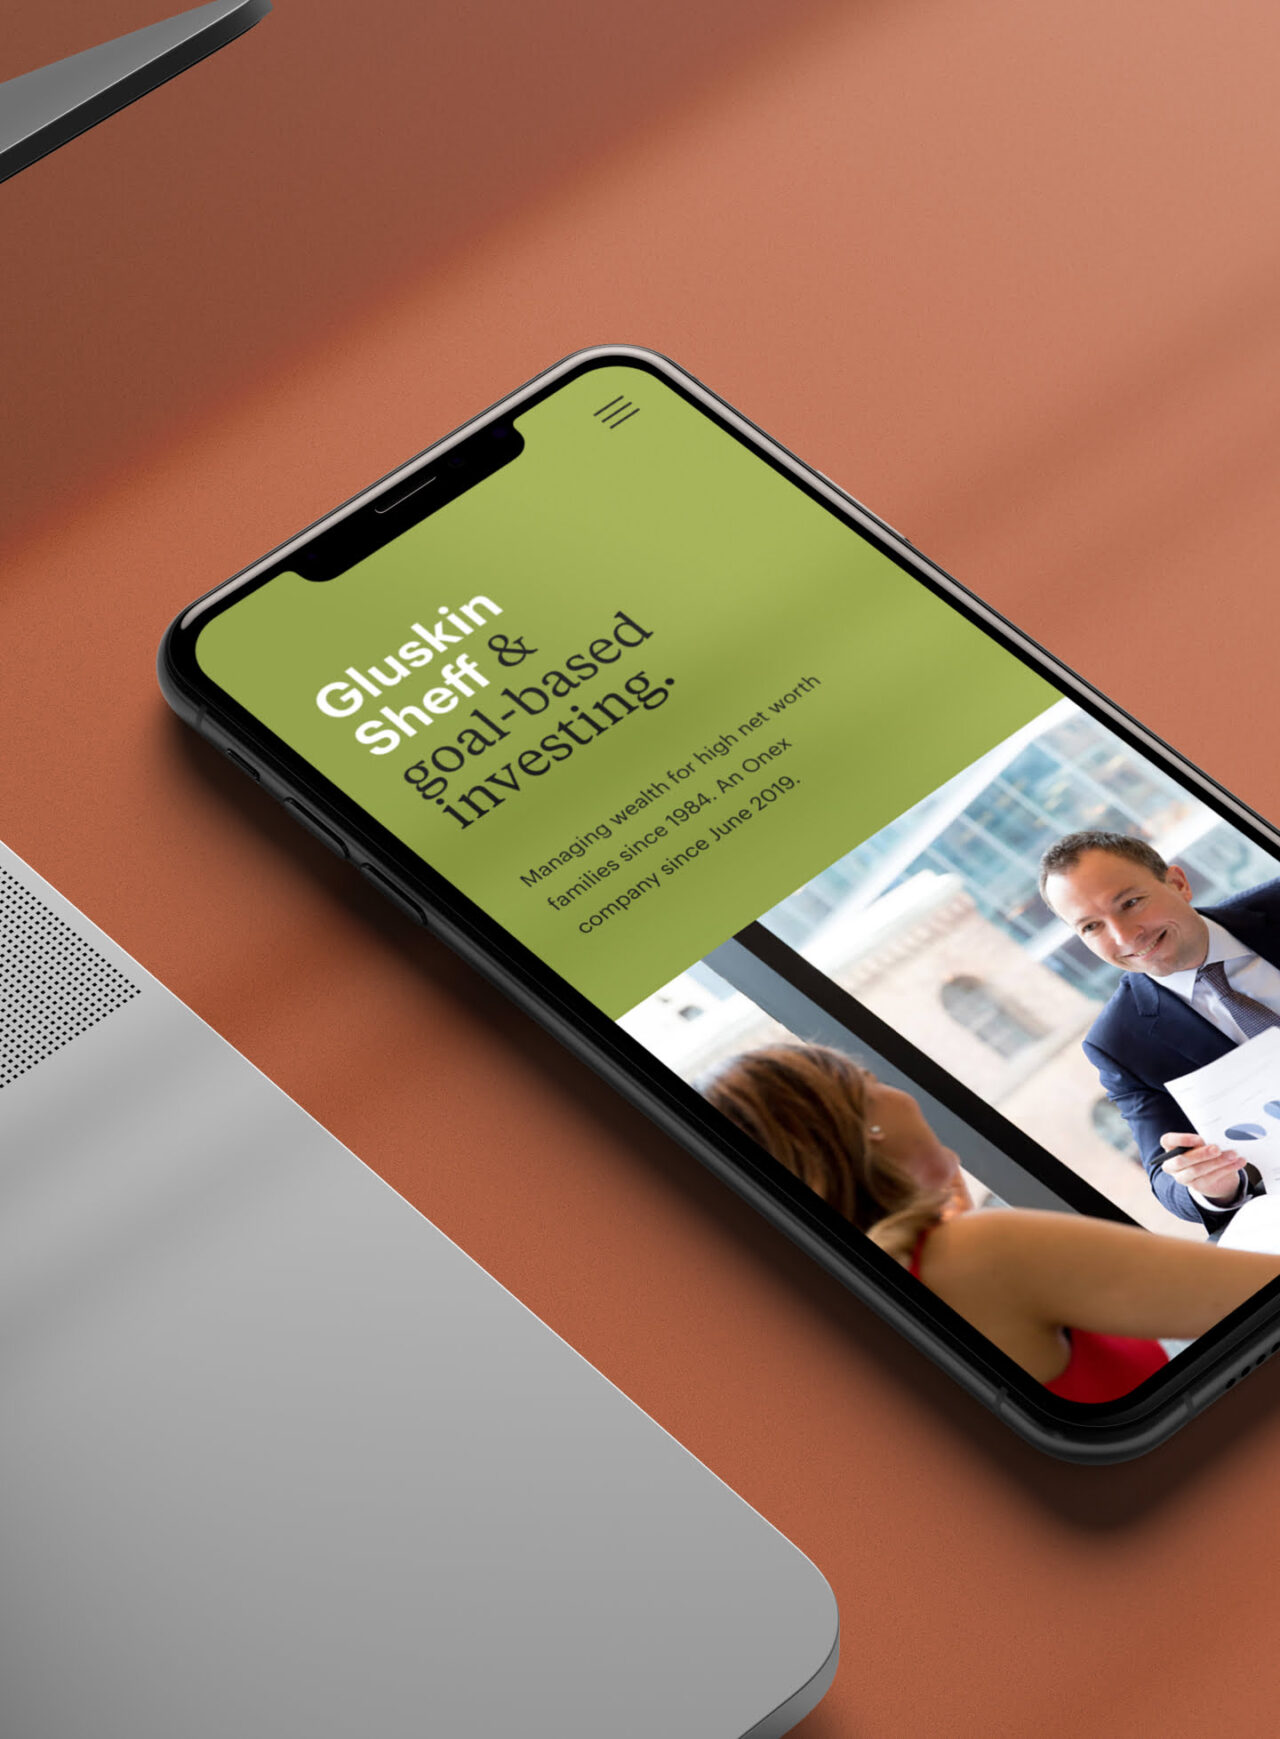 Gluskin
Sheff &
goal-based
investing.
Managing wealth for high net worth
families since 1984. An Onex
company since June 2019.